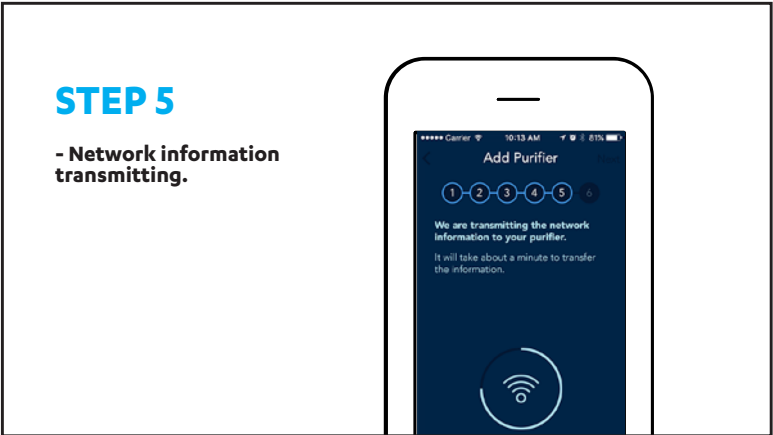 STEP 5
- Network information
transmitting.
Carrier 10:13 AM 81%
Add Purifier
Next
1 2 3 4 5 6
We are transmitting the network
information to your purifier.
It will take about a minute to transfer
the information.